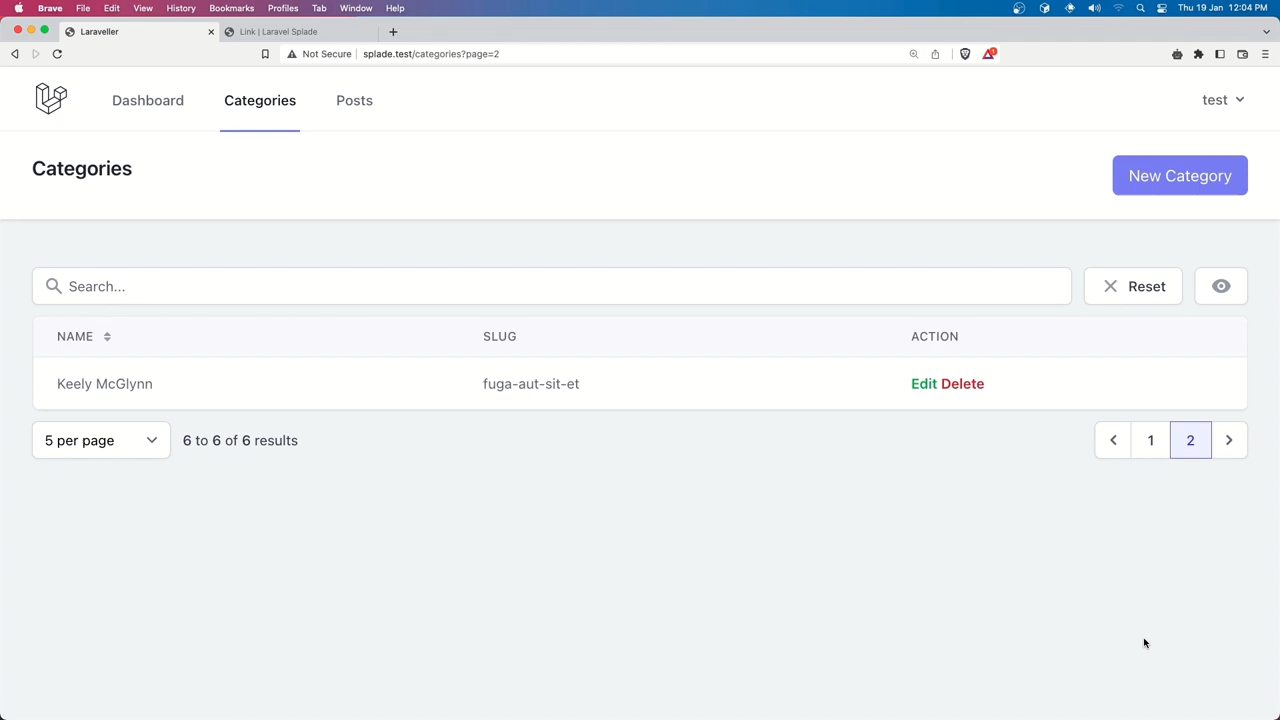 Brave File Edit View History Bookmarks Profiles Tab Window Help Thu 19 Jan 12:04 PM
Laraveller Link | Laravel Splade
Not Secure splade.test/categories?page=2
Dashboard Categories Posts test
Categories
New Category
Search... Reset
NAME SLUG ACTION
Keely McGlynn fuga-aut-sit-et Edit Delete
5 per page 6 to 6 of 6 results 1 2